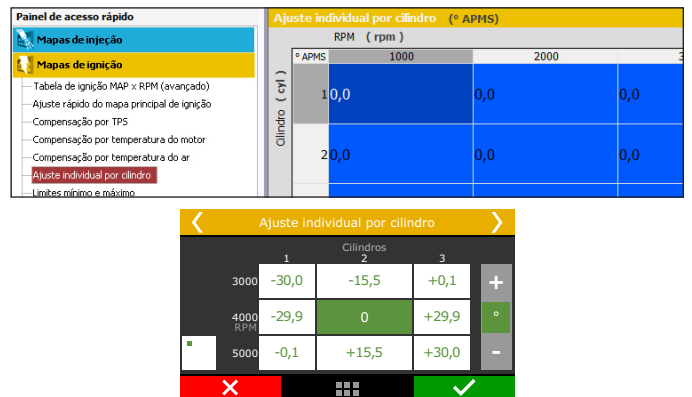 Painel de acesso rápido
Mapas de injeção
Mapas de ignição
Tabela de ignição MAP x RPM (avançado)
Ajuste rápido do mapa principal de ignição
Compensação por TPS
Compensação por temperatura do motor
Compensação por temperatura do ar
Ajuste individual por cilindro
Limites mínimo e máximo
Ajuste individual por cilindro (° APMS)
RPM ( rpm )
° APMS 1000 2000 3
Cilindro ( cyl )
1 0,0 0,0 0,0
2 0,0 0,0 0,0
Ajuste individual por cilindro
Cilindros
1 2 3
3000 -30,0 -15,5 +0,1 +
4000 -29,9 0 +29,9 °
RPM
5000 -0,1 +15,5 +30,0 -